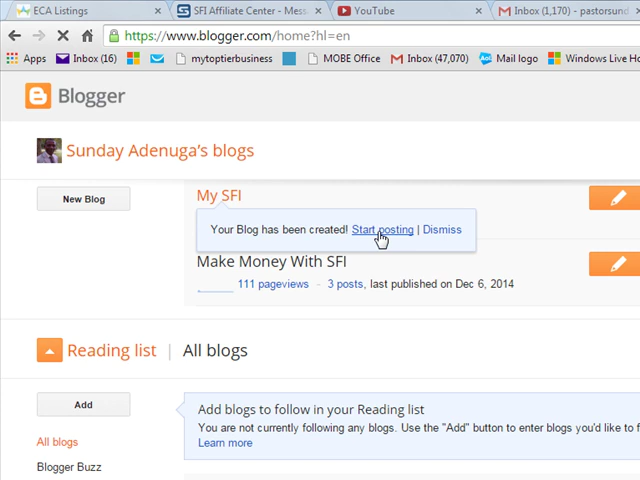 ECA Listings
SFI Affiliate Center - Mess
YouTube
Inbox (1,170) - pastorsund
https://www.blogger.com/home?hl=en
Apps
Inbox (16)
mytoptierbusiness
MOBE Office
Inbox (47,070)
Mail logo
Windows Live Ho
Blogger
Sunday Adenuga's blogs
New Blog
My SFI
Your Blog has been created! Start posting | Dismiss
Make Money With SFI
111 pageviews - 3 posts, last published on Dec 6, 2014
Reading list | All blogs
Add
Add blogs to follow in your Reading list
You are not currently following any blogs. Use the "Add" button to enter blogs you'd like to f
Learn more
All blogs
Blogger Buzz